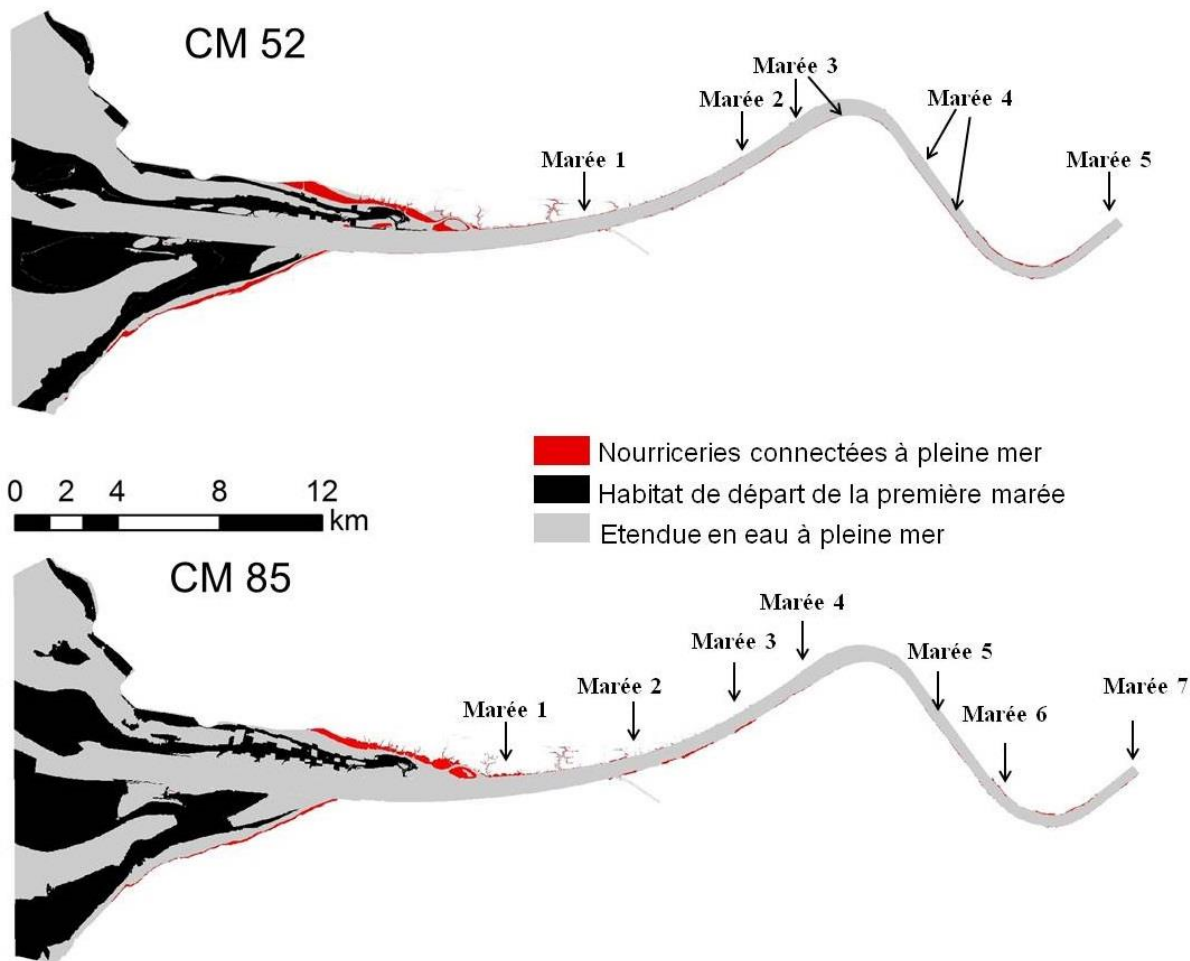 CM 52
Marée 3
Marée 2
Marée 4
Marée 1
Marée 5
Nourriceries connectées à pleine mer
0 2 4 8 12
Habitat de départ de la première marée
km
Etendue en eau à pleine mer
CM 85
Marée 4
Marée 3
Marée 5
Marée 2
Marée 7
Marée 1
Marée 6